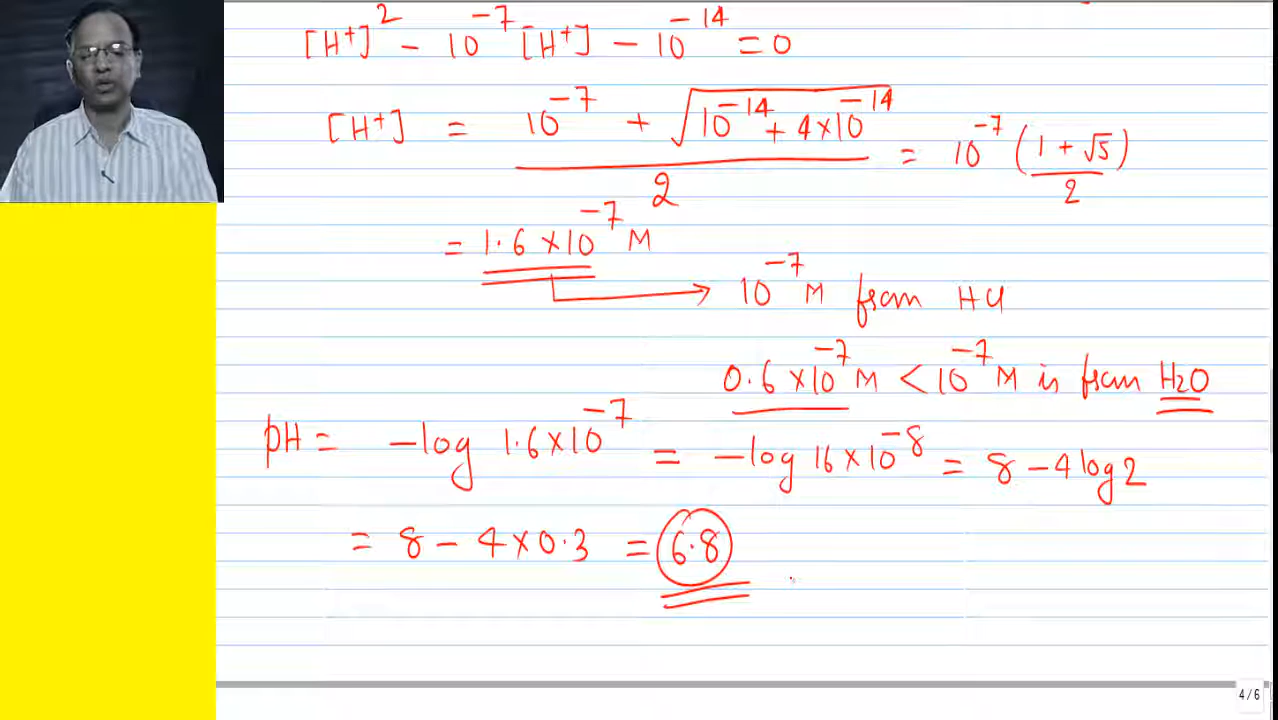 [H⁺]² − 10⁻⁷ [H⁺] − 10⁻¹⁴ = 0
[H⁺] = (10⁻⁷ + √(10⁻¹⁴ + 4×10⁻¹⁴)) / 2 = 10⁻⁷ ((1 + √5) / 2)
= 1.6 × 10⁻⁷ M
→ 10⁻⁷ M from HCl
0.6 × 10⁻⁷ M < 10⁻⁷ M is from H2O
pH = −log 1.6 × 10⁻⁷ = −log 16 × 10⁻⁸ = 8 − 4 log 2
= 8 − 4 × 0.3 = 6.8
4 / 6